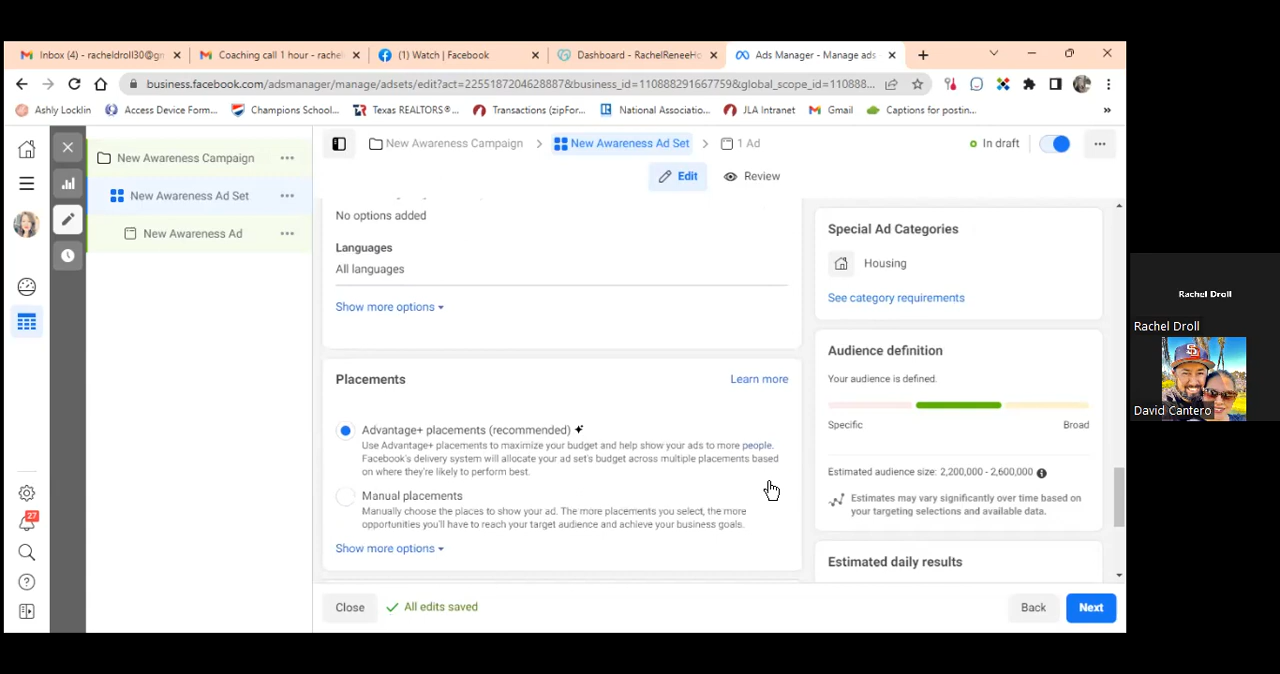 Inbox (4) - racheldroll30@gm
Coaching call 1 hour - rachel
(1) Watch | Facebook
Dashboard - RachelReneeHo
Ads Manager - Manage ads
business.facebook.com/adsmanager/manage/adsets/edit?act=2255187204628887&business_id=110888291667759&global_scope_id=110888...
Ashly Locklin
Access Device Form...
Champions School...
Texas REALTORS®...
Transactions (zipFor...
National Associatio...
JLA Intranet
Gmail
Captions for postin...
»
New Awareness Campaign
New Awareness Ad Set
1 Ad
In draft
New Awareness Campaign
Edit
Review
New Awareness Ad Set
New Awareness Ad
No options added
Languages
All languages
Show more options
Placements
Learn more
Advantage+ placements (recommended)
Use Advantage+ placements to maximize your budget and help show your ads to more people.
Facebook's delivery system will allocate your ad set's budget across multiple placements based
on where they're likely to perform best.
Manual placements
Manually choose the places to show your ad. The more placements you select, the more
opportunities you'll have to reach your target audience and achieve your business goals.
Show more options
Special Ad Categories
Housing
See category requirements
Audience definition
Your audience is defined.
Specific
Broad
Estimated audience size: 2,200,000 - 2,600,000
Estimates may vary significantly over time based on
your targeting selections and available data.
Estimated daily results
27
Close
All edits saved
Back
Next
Rachel Droll
Rachel Droll
David Cantero